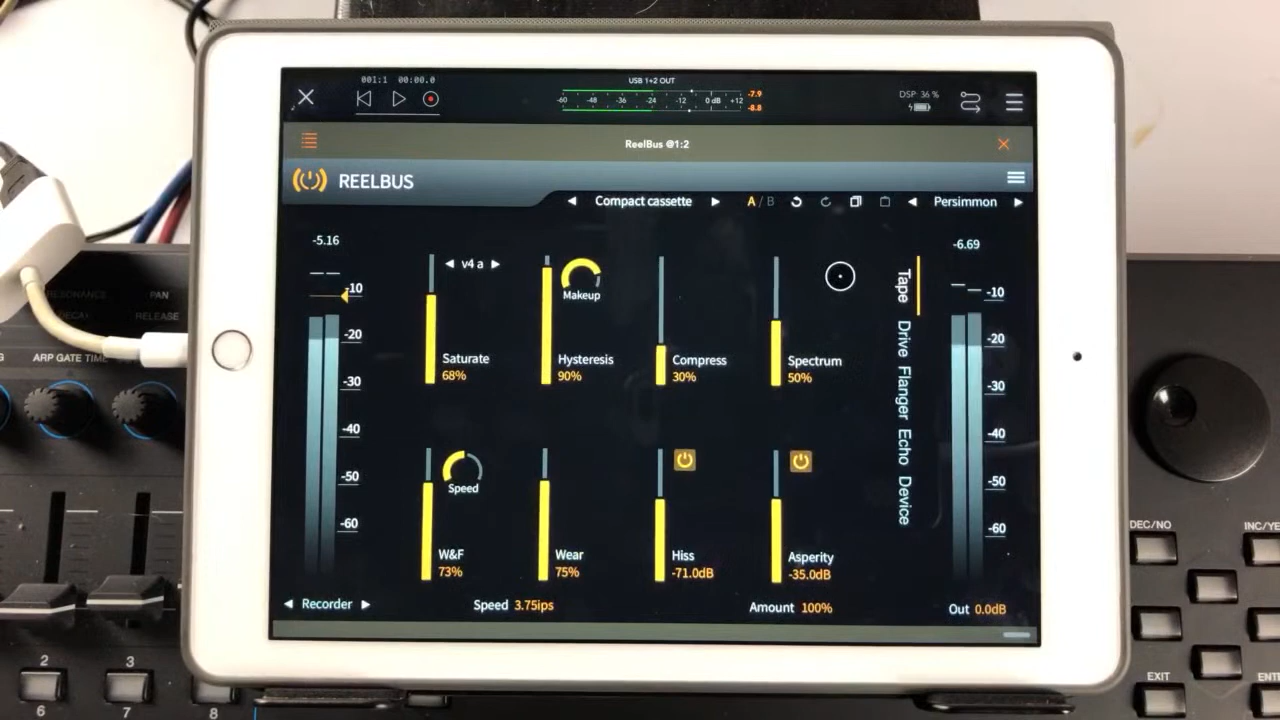 001:1 00:00.0
USB 1+2 OUT
-60 -48 -36 -24 -12 0 dB +12
-7.9
-8.8
DSP: 36 %
ReelBus @1:2
REELBUS
Compact cassette
A / B
Persimmon
-5.16
-10
-20
-30
-40
-50
-60
v4 a
Saturate
68%
Makeup
Hysteresis
90%
Compress
30%
Spectrum
50%
Speed
W&F
73%
Wear
75%
Hiss
-71.0dB
Asperity
-35.0dB
Tape
Drive
Flanger
Echo
Device
-6.69
-10
-20
-30
-40
-50
-60
Recorder
Speed 3.75ips
Amount 100%
Out 0.0dB
RESONANCE
PAN
DECAY
RELEASE
ARP GATE TIME
2
3
6
7
8
DEC/NO
INC/YE
EXIT
ENT